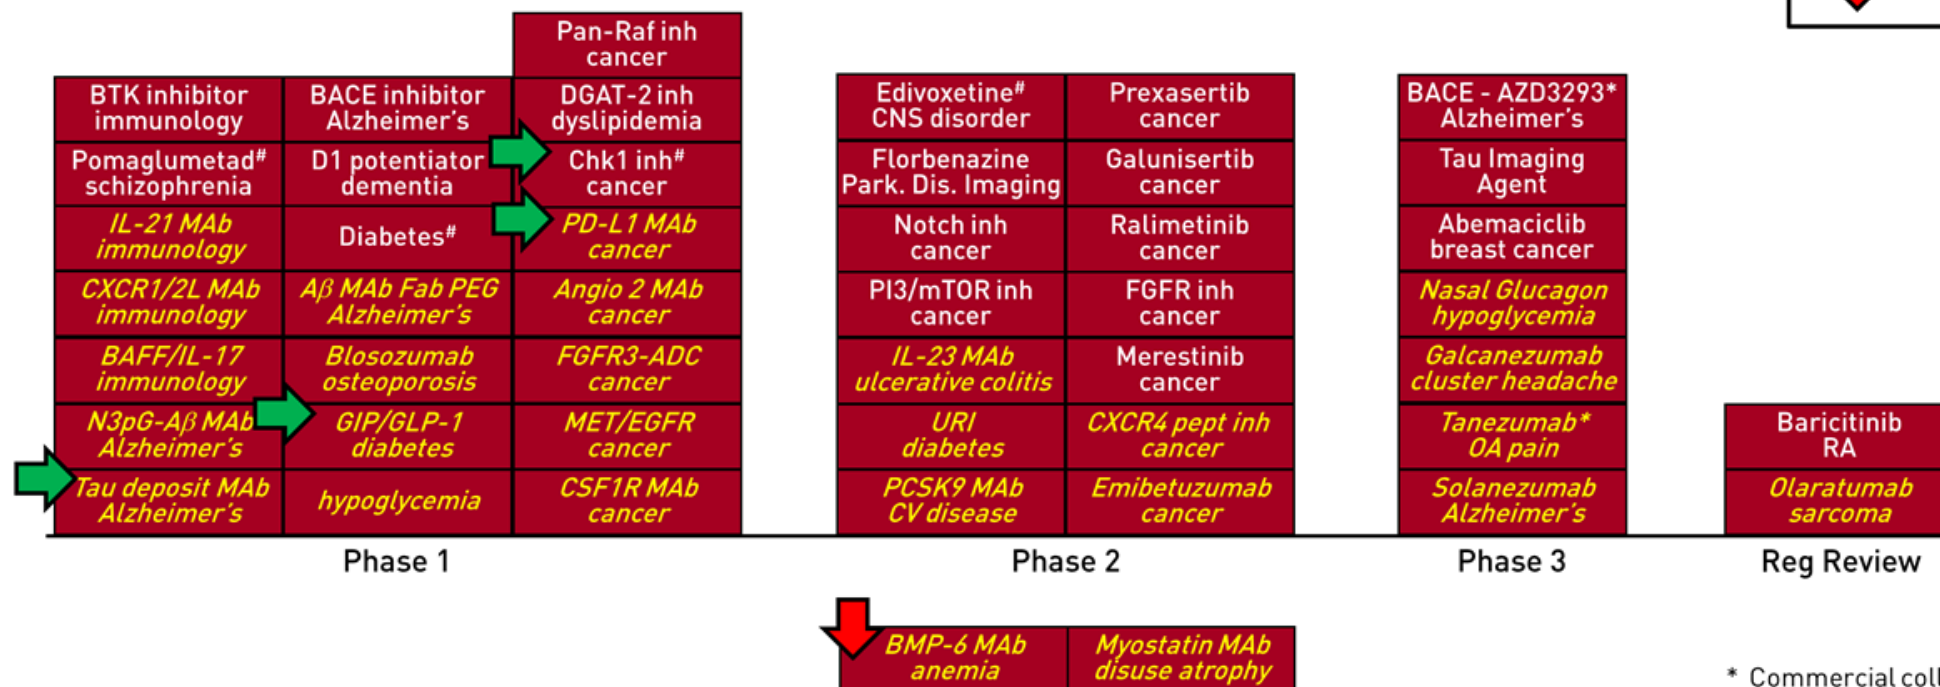 Pan-Raf inh
cancer
BTK inhibitor
immunology
BACE inhibitor
Alzheimer's
DGAT-2 inh
dyslipidemia
Pomaglumetad#
schizophrenia
D1 potentiator
dementia
Chk1 inh#
cancer
IL-21 MAb
immunology
Diabetes#
PD-L1 MAb
cancer
CXCR1/2L MAb
immunology
Aβ MAb Fab PEG
Alzheimer's
Angio 2 MAb
cancer
BAFF/IL-17
immunology
Blosozumab
osteoporosis
FGFR3-ADC
cancer
N3pG-Aβ MAb
Alzheimer's
GIP/GLP-1
diabetes
MET/EGFR
cancer
Tau deposit MAb
Alzheimer's
hypoglycemia
CSF1R MAb
cancer
Phase 1
Edivoxetine#
CNS disorder
Prexasertib
cancer
Florbenazine
Park. Dis. Imaging
Galunisertib
cancer
Notch inh
cancer
Ralimetinib
cancer
PI3/mTOR inh
cancer
FGFR inh
cancer
IL-23 MAb
ulcerative colitis
Merestinib
cancer
URI
diabetes
CXCR4 pept inh
cancer
PCSK9 MAb
CV disease
Emibetuzumab
cancer
Phase 2
BACE - AZD3293*
Alzheimer's
Tau Imaging
Agent
Abemaciclib
breast cancer
Nasal Glucagon
hypoglycemia
Galcanezumab
cluster headache
Tanezumab*
OA pain
Solanezumab
Alzheimer's
Phase 3
Baricitinib
RA
Olaratumab
sarcoma
Reg Review
BMP-6 MAb
anemia
Myostatin MAb
disuse atrophy
* Commercial